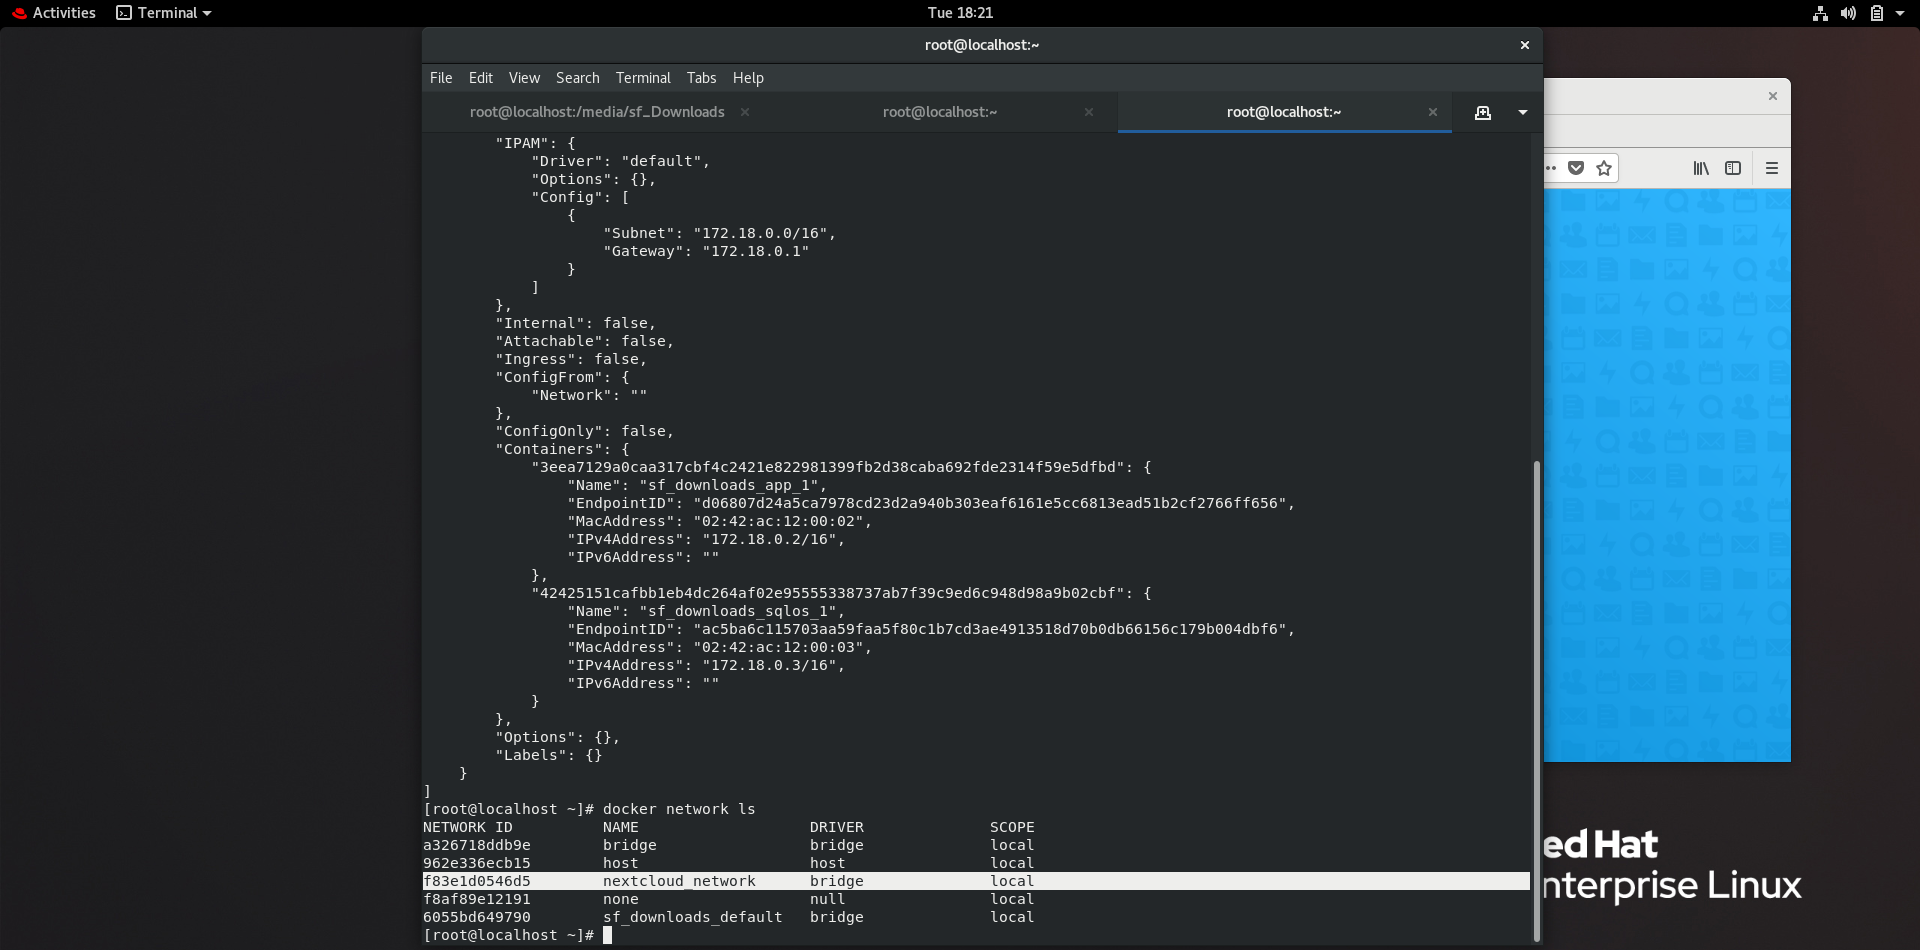 Activities Terminal Tue 18:21
root@localhost:~
File Edit View Search Terminal Tabs Help
root@localhost:/media/sf_Downloads root@localhost:~ root@localhost:~
"IPAM": {
"Driver": "default",
"Options": {},
"Config": [
{
"Subnet": "172.18.0.0/16",
"Gateway": "172.18.0.1"
}
]
},
"Internal": false,
"Attachable": false,
"Ingress": false,
"ConfigFrom": {
"Network": ""
},
"ConfigOnly": false,
"Containers": {
"3eea7129a0caa317cbf4c2421e822981399fb2d38caba692fde2314f59e5dfbd": {
"Name": "sf_downloads_app_1",
"EndpointID": "d06807d24a5ca7978cd23d2a940b303eaf6161e5cc6813ead51b2cf2766ff656",
"MacAddress": "02:42:ac:12:00:02",
"IPv4Address": "172.18.0.2/16",
"IPv6Address": ""
},
"42425151cafbb1eb4dc264af02e95555338737ab7f39c9ed6c948d98a9b02cbf": {
"Name": "sf_downloads_sqlos_1",
"EndpointID": "ac5ba6c115703aa59faa5f80c1b7cd3ae4913518d70b0db66156c179b004dbf6",
"MacAddress": "02:42:ac:12:00:03",
"IPv4Address": "172.18.0.3/16",
"IPv6Address": ""
}
},
"Options": {},
"Labels": {}
}
]
[root@localhost ~]# docker network ls
NETWORK ID NAME DRIVER SCOPE
a326718ddb9e bridge bridge local
962e336ecb15 host host local
f83e1d0546d5 nextcloud_network bridge local
f8af89e12191 none null local
6055bd649790 sf_downloads_default bridge local
[root@localhost ~]#
ed Hat
nterprise Linux